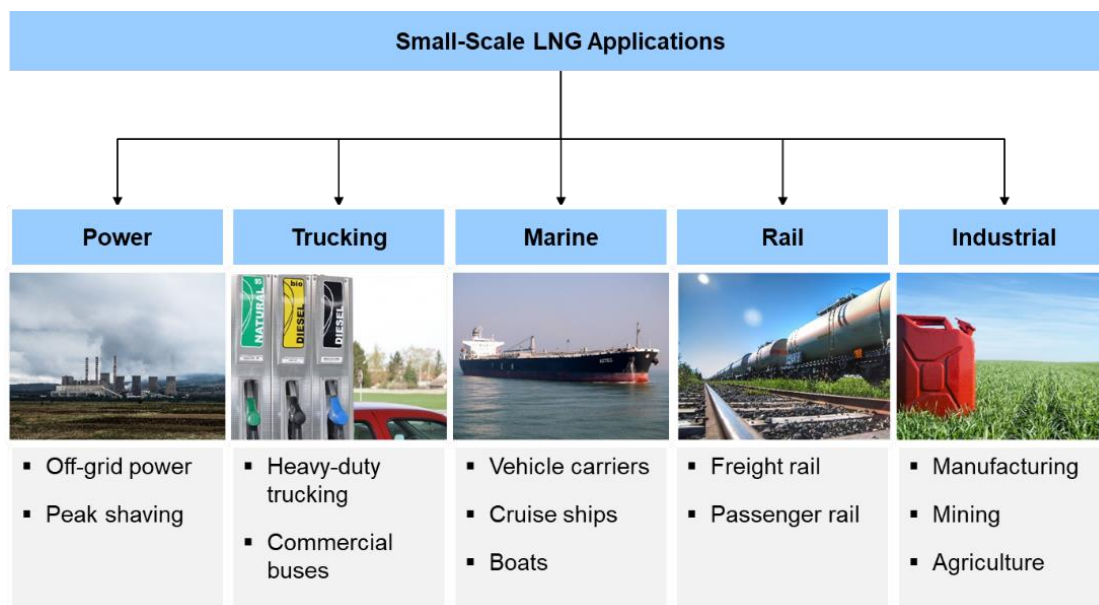 Small-Scale LNG Applications
Power
Trucking
Marine
Rail
Industrial
NATURAL
bio
DIESEL
DIESEL
Off-grid power
Peak shaving
Heavy-duty
trucking
Commercial
buses
Vehicle carriers
Cruise ships
Boats
Freight rail
Passenger rail
Manufacturing
Mining
Agriculture